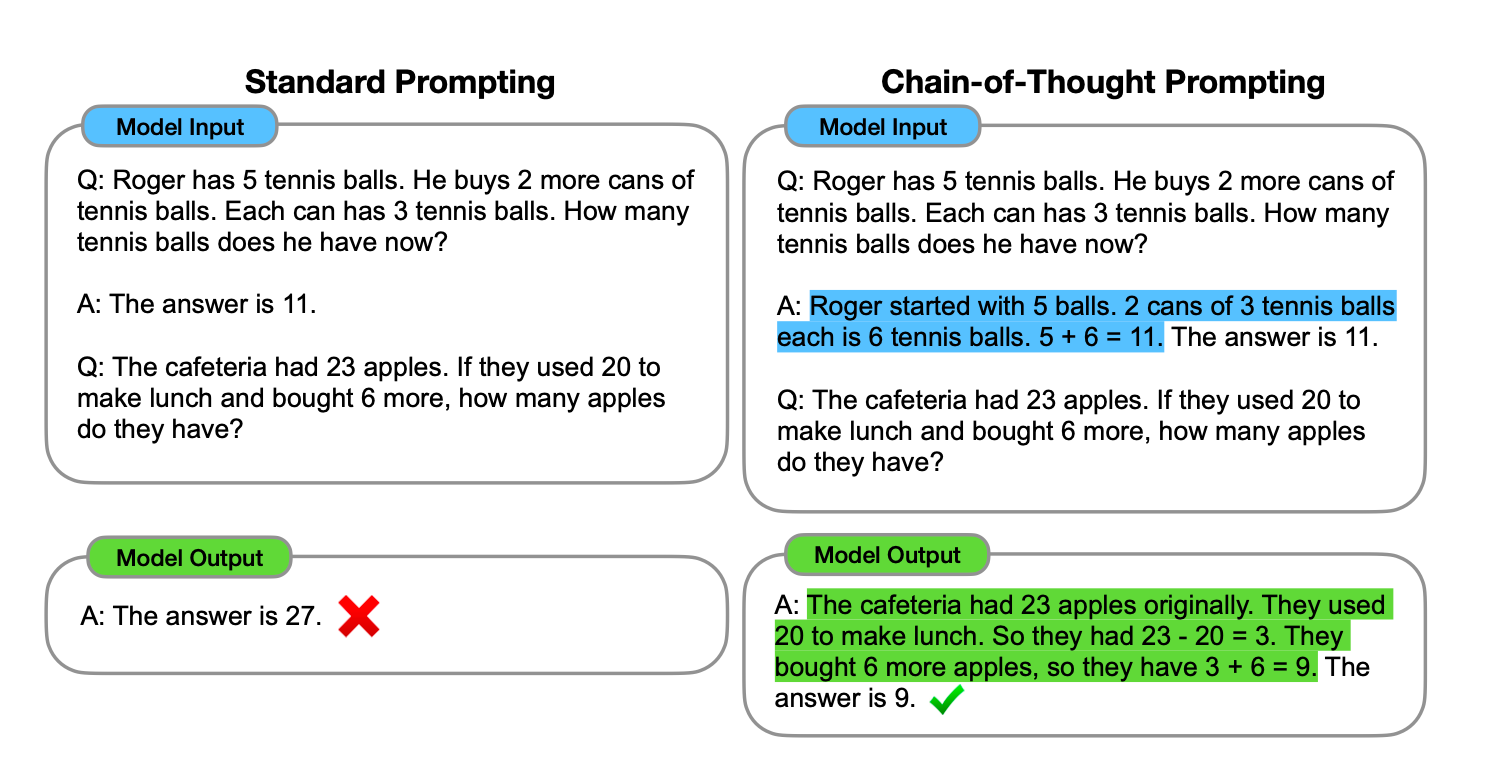 Standard Prompting
Model Input
Q: Roger has 5 tennis balls. He buys 2 more cans of
tennis balls. Each can has 3 tennis balls. How many
tennis balls does he have now?
A: The answer is 11.
Q: The cafeteria had 23 apples. If they used 20 to
make lunch and bought 6 more, how many apples
do they have?
Model Output
A: The answer is 27.
Chain-of-Thought Prompting
Model Input
Q: Roger has 5 tennis balls. He buys 2 more cans of
tennis balls. Each can has 3 tennis balls. How many
tennis balls does he have now?
A: Roger started with 5 balls. 2 cans of 3 tennis balls
each is 6 tennis balls. 5 + 6 = 11. The answer is 11.
Q: The cafeteria had 23 apples. If they used 20 to
make lunch and bought 6 more, how many apples
do they have?
Model Output
A: The cafeteria had 23 apples originally. They used
20 to make lunch. So they had 23 - 20 = 3. They
bought 6 more apples, so they have 3 + 6 = 9. The
answer is 9.